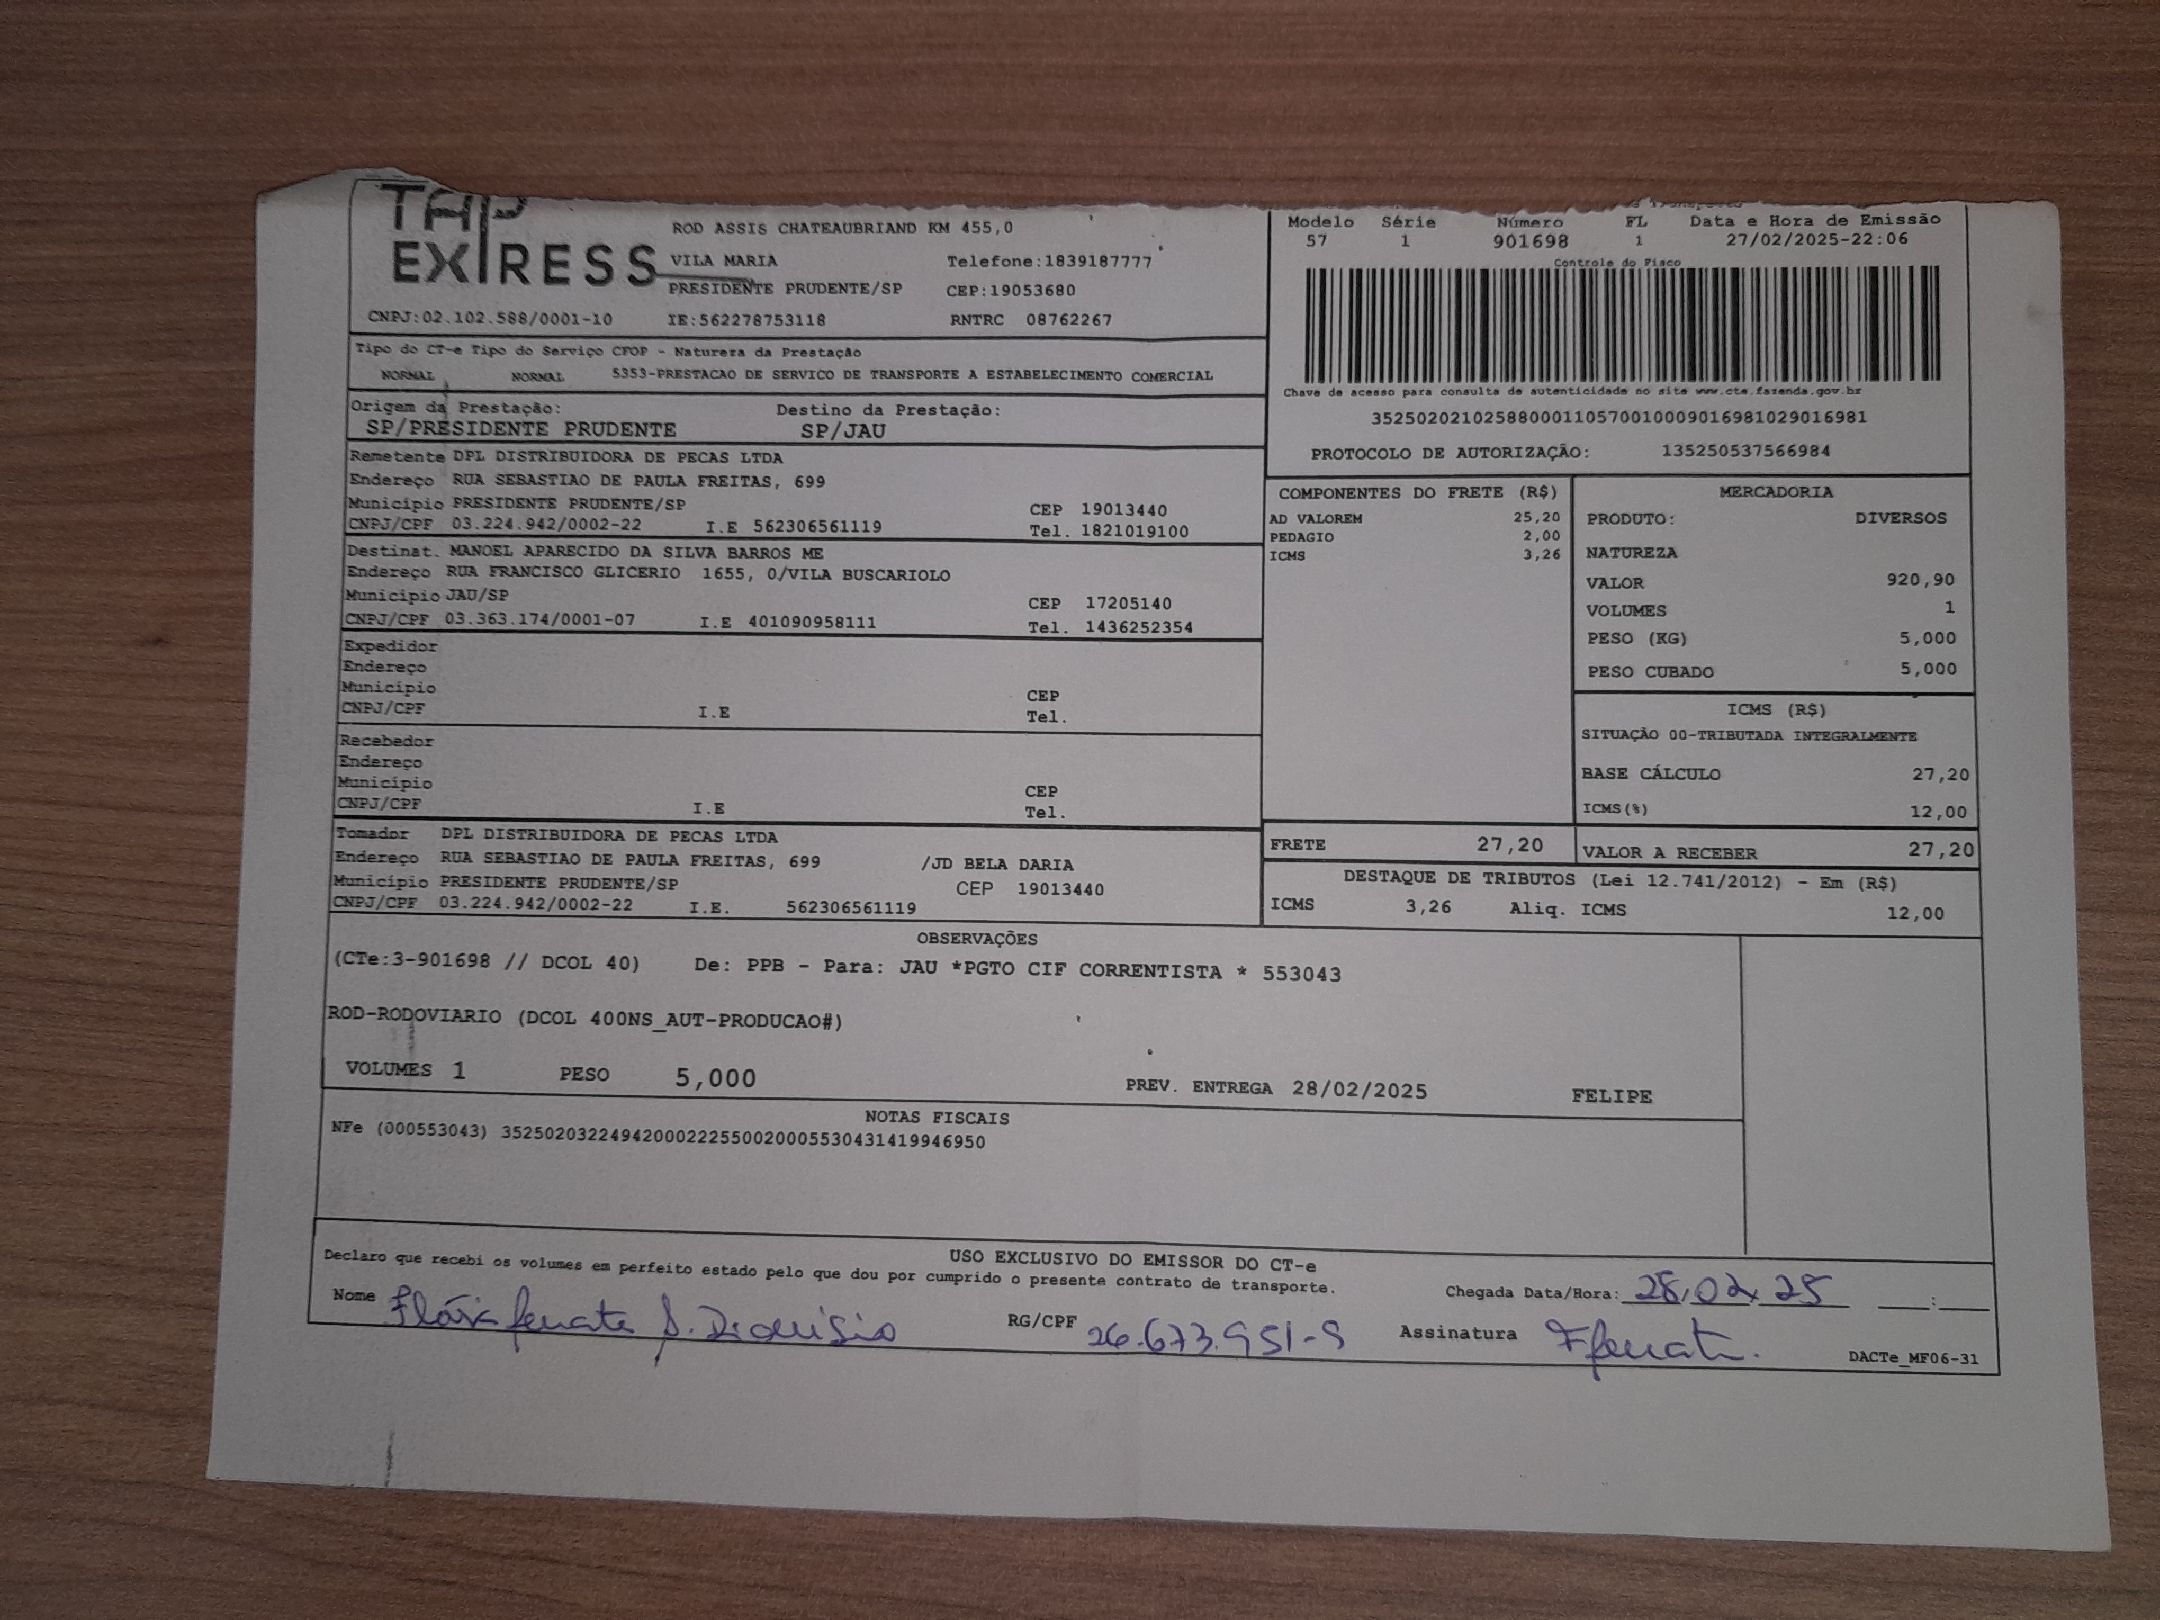 TAP
EXPRESS
ROD ASSIS CHATEAUBRIAND KM 455,0
VILA MARIA Telefone:1839187777
PRESIDENTE PRUDENTE/SP CEP:19053680
CNPJ:02.102.588/0001-10 IE:562278753118 RNTRC 08762267
Modelo Série Número FL Data e Hora de Emissão
57 1 901698 1 27/02/2025-22:06
Controle do Fisco
Chave de acesso para consulta de autenticidade no site www.cte.fazenda.gov.br
35250202102588000110570010009016981029016981
PROTOCOLO DE AUTORIZAÇÃO: 135250537566984
Tipo do CT-e Tipo do Serviço CFOP - Natureza da Prestação
NORMAL NORMAL 5353-PRESTACAO DE SERVICO DE TRANSPORTE A ESTABELECIMENTO COMERCIAL
Origem da Prestação: Destino da Prestação:
SP/PRESIDENTE PRUDENTE SP/JAU
Remetente DPL DISTRIBUIDORA DE PECAS LTDA
Endereço RUA SEBASTIAO DE PAULA FREITAS, 699
Município PRESIDENTE PRUDENTE/SP CEP 19013440
CNPJ/CPF 03.224.942/0002-22 I.E 562306561119 Tel. 1821019100
Destinat. MANOEL APARECIDO DA SILVA BARROS ME
Endereço RUA FRANCISCO GLICERIO 1655, 0/VILA BUSCARIOLO
Município JAU/SP CEP 17205140
CNPJ/CPF 03.363.174/0001-07 I.E 401090958111 Tel. 1436252354
Expedidor
Endereço
Município CEP
CNPJ/CPF I.E Tel.
Recebedor
Endereço
Município CEP
CNPJ/CPF I.E Tel.
Tomador DPL DISTRIBUIDORA DE PECAS LTDA
Endereço RUA SEBASTIAO DE PAULA FREITAS, 699 /JD BELA DARIA
Município PRESIDENTE PRUDENTE/SP CEP 19013440
CNPJ/CPF 03.224.942/0002-22 I.E. 562306561119
COMPONENTES DO FRETE (R$)
AD VALOREM 25,20
PEDAGIO 2,00
ICMS 3,26
MERCADORIA
PRODUTO: DIVERSOS
NATUREZA
VALOR 920,90
VOLUMES 1
PESO (KG) 5,000
PESO CUBADO 5,000
ICMS (R$)
SITUAÇÃO 00-TRIBUTADA INTEGRALMENTE
BASE CÁLCULO 27,20
ICMS(%) 12,00
FRETE 27,20 VALOR A RECEBER 27,20
DESTAQUE DE TRIBUTOS (Lei 12.741/2012) - Em (R$)
ICMS 3,26 Aliq. ICMS 12,00
OBSERVAÇÕES
(CTe:3-901698 // DCOL 40) De: PPB - Para: JAU *PGTO CIF CORRENTISTA * 553043
ROD-RODOVIARIO (DCOL 400NS_AUT-PRODUCAO#)
VOLUMES 1 PESO 5,000 PREV. ENTREGA 28/02/2025 FELIPE
NOTAS FISCAIS
NFe (000553043) 35250203224942000222550020005530431419946950
USO EXCLUSIVO DO EMISSOR DO CT-e
Declaro que recebi os volumes em perfeito estado pelo que dou por cumprido o presente contrato de transporte.
Nome Flávia Renata S. Dionisio RG/CPF 26.673.951-9 Assinatura
Chegada Data/Hora: 28,02,25 ___:___
DACTe_MF06-31